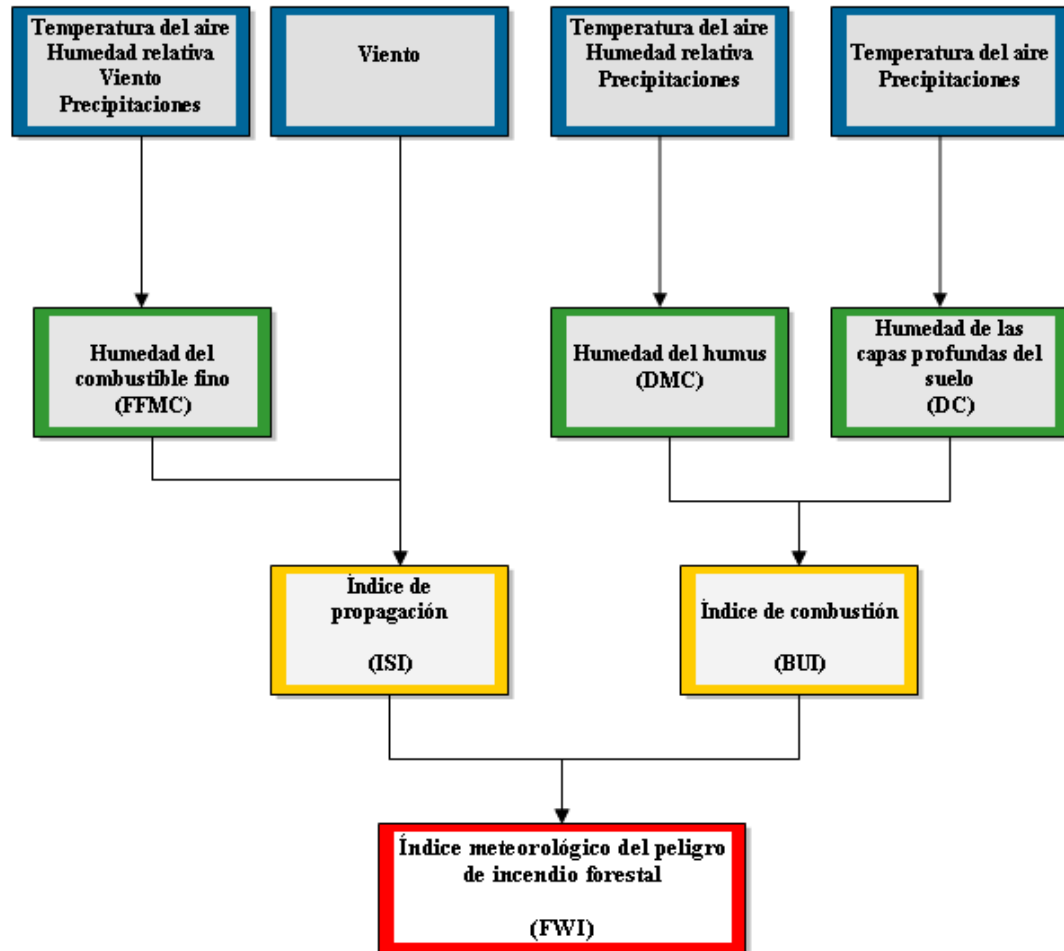 Temperatura del aire
Humedad relativa
Viento
Precipitaciones
Viento
Temperatura del aire
Humedad relativa
Precipitaciones
Temperatura del aire
Precipitaciones
Humedad del
combustible fino
(FFMC)
Humedad del humus
(DMC)
Humedad de las
capas profundas del
suelo
(DC)
Índice de
propagación
(ISI)
Índice de combustión
(BUI)
Índice meteorológico del peligro
de incendio forestal
(FWI)